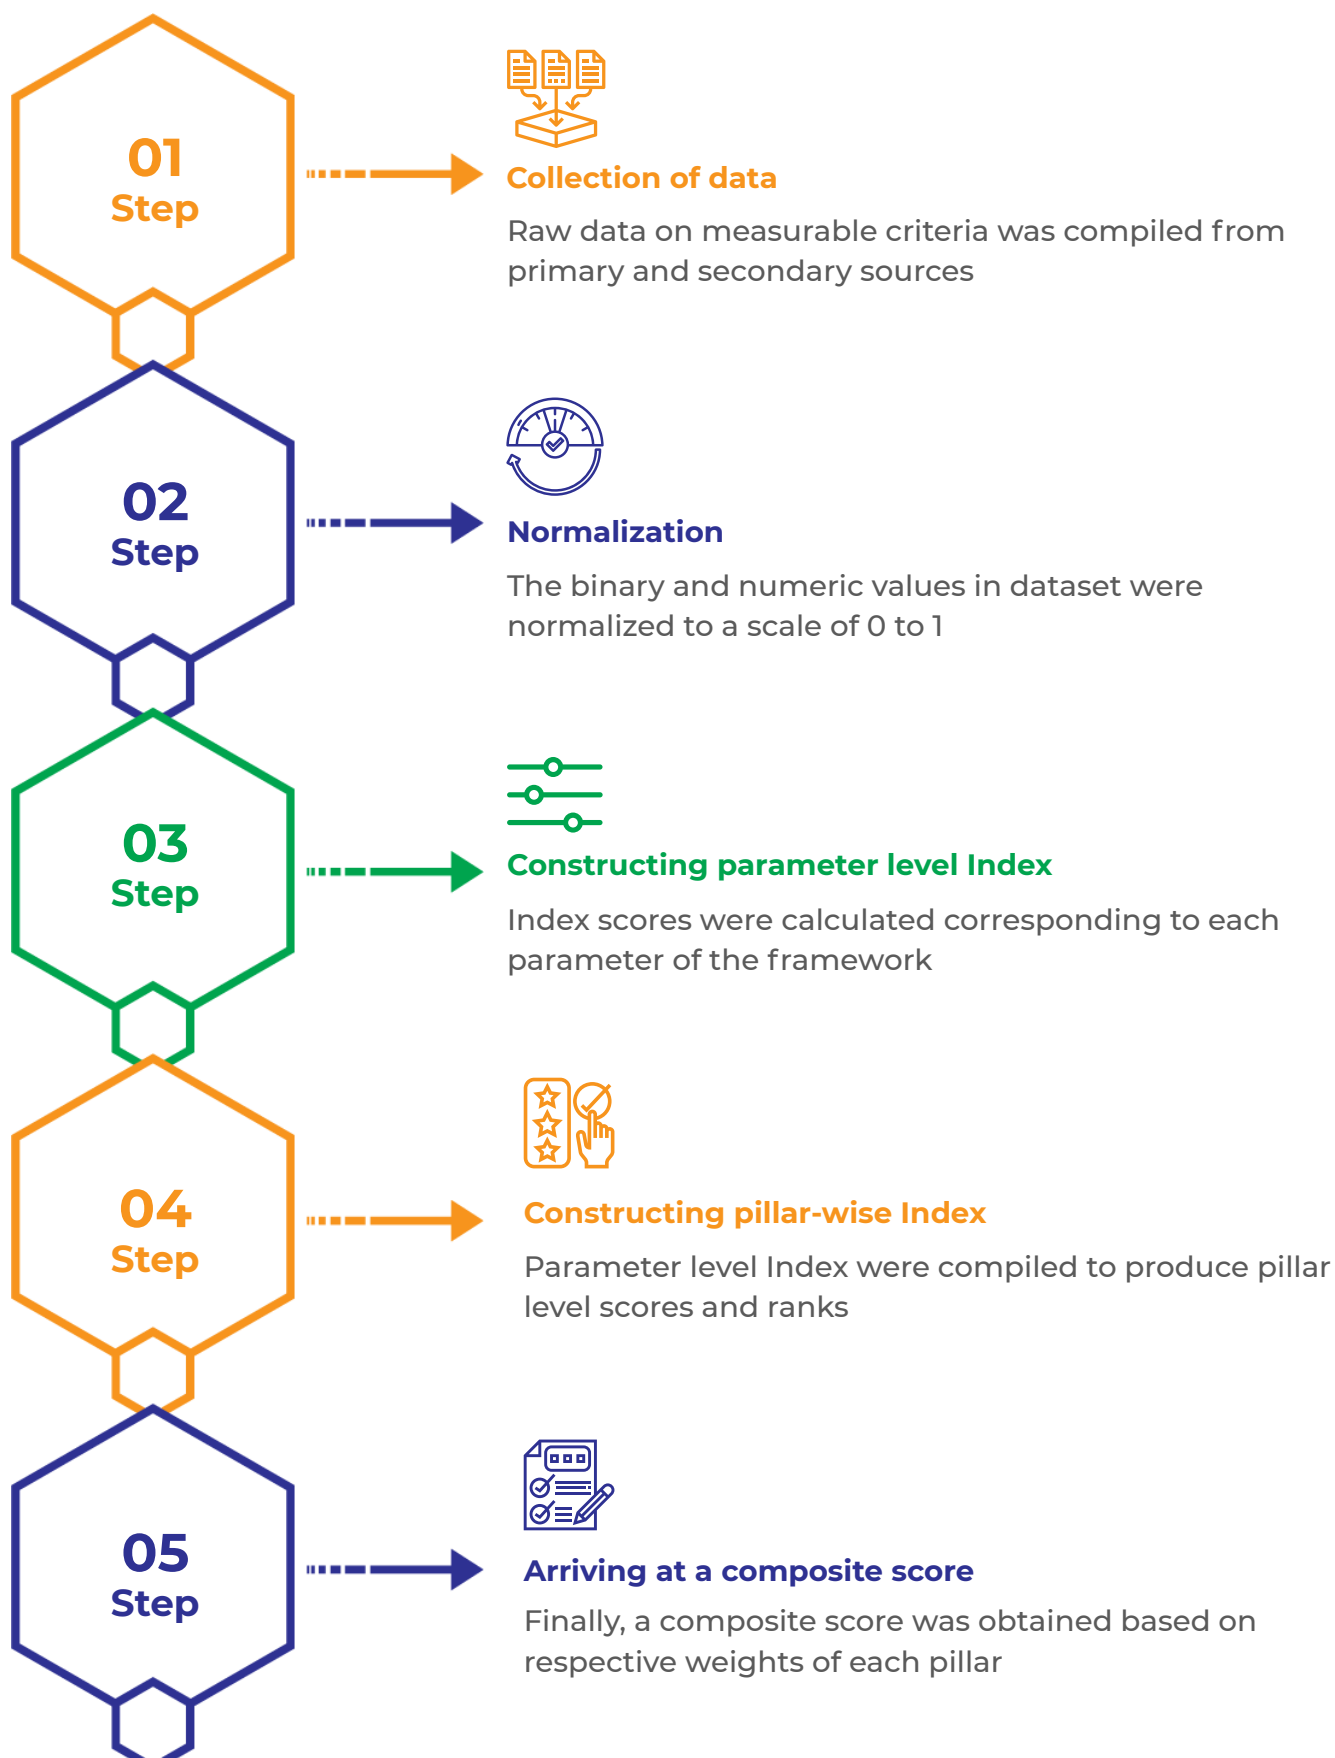 01
Step
Collection of data
Raw data on measurable criteria was compiled from
primary and secondary sources
02
Step
Normalization
The binary and numeric values in dataset were
normalized to a scale of 0 to 1
03
Step
Constructing parameter level Index
Index scores were calculated corresponding to each
parameter of the framework
04
Step
Constructing pillar-wise Index
Parameter level Index were compiled to produce pillar
level scores and ranks
05
Step
Arriving at a composite score
Finally, a composite score was obtained based on
respective weights of each pillar